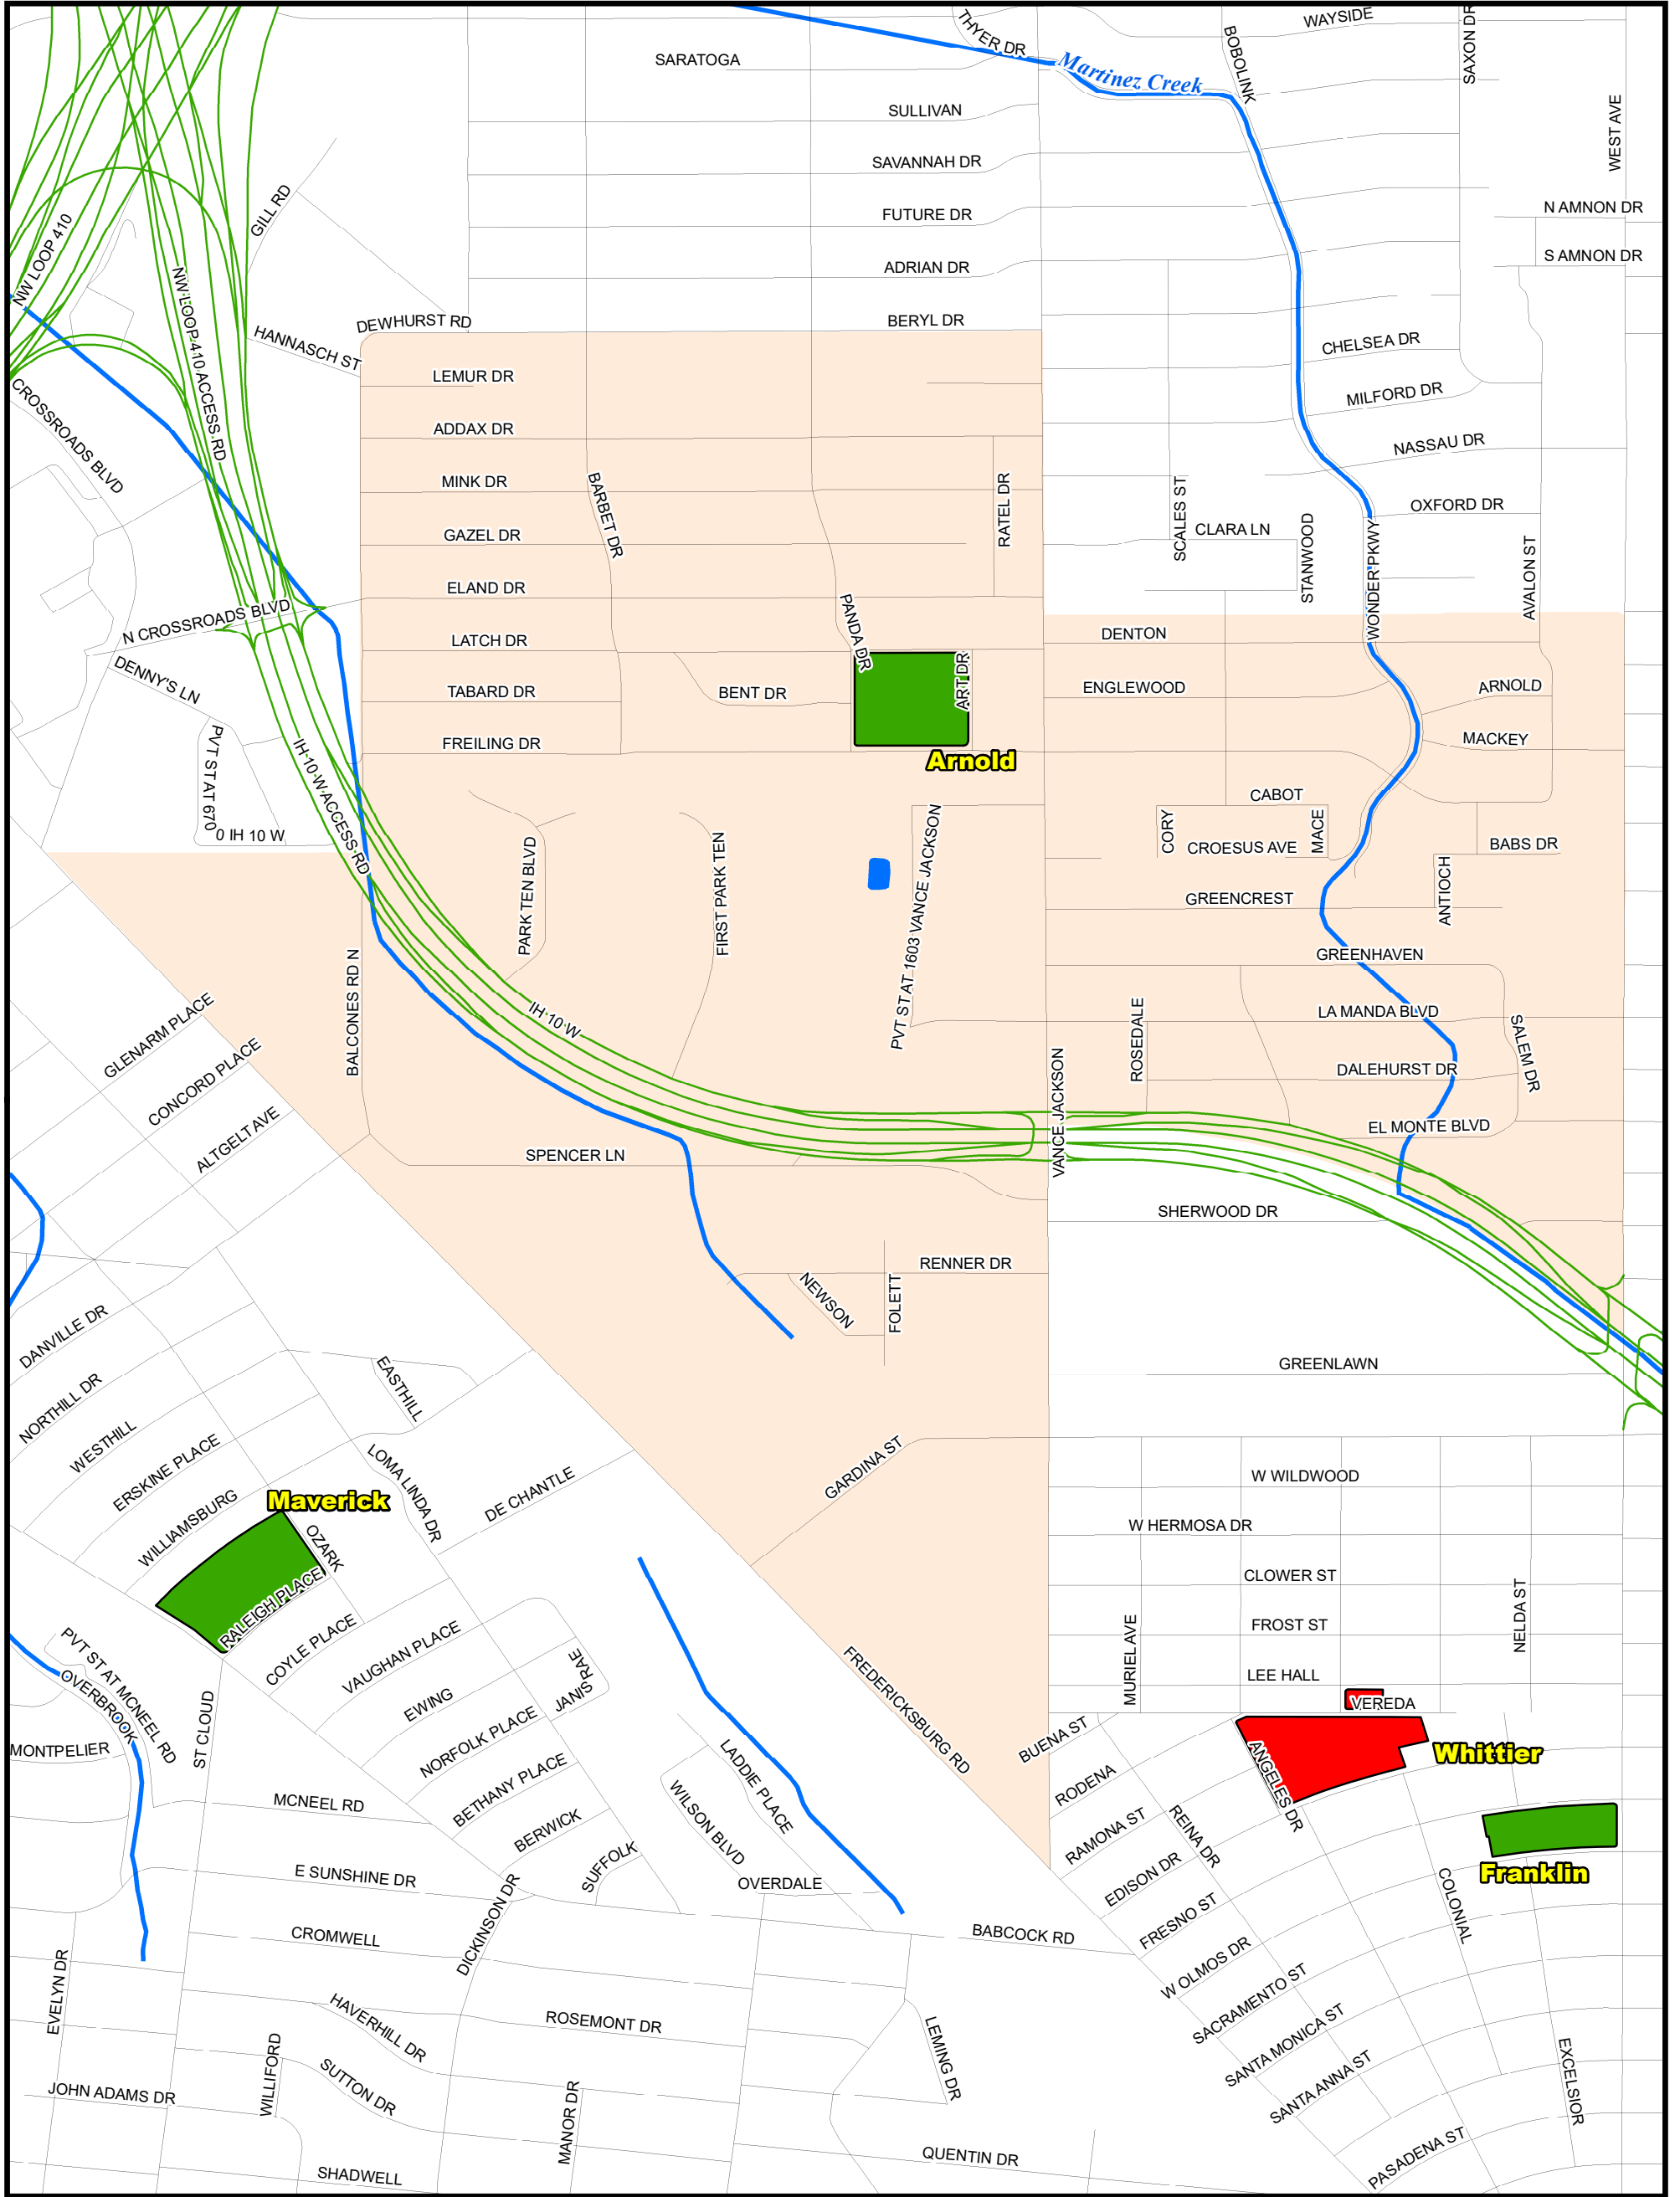 WAYSIDE
THYER DR
SAXON DR
BOBOLINK
SARATOGA
Martinez Creek
SULLIVAN
WEST AVE
SAVANNAH DR
GILL RD
FUTURE DR
N AMNON DR
NW LOOP 410
ADRIAN DR
S AMNON DR
NW LOOP 410 ACCESS RD
DEWHURST RD
BERYL DR
HANNASCH ST
CHELSEA DR
LEMUR DR
MILFORD DR
CROSSROADS BLVD
ADDAX DR
NASSAU DR
MINK DR
BARBET DR
RATEL DR
SCALES ST
OXFORD DR
GAZEL DR
CLARA LN
STANWOOD
WONDER PKWY
AVALON ST
ELAND DR
N CROSSROADS BLVD
PANDA DR
LATCH DR
DENTON
DENNY'S LN
TABARD DR
BENT DR
ART DR
ENGLEWOOD
ARNOLD
FREILING DR
MACKEY
PVT ST AT 670
Arnold
IH 10 W ACCESS RD
CABOT
0 IH 10 W
CORY
MACE
CROESUS AVE
BABS DR
PARK TEN BLVD
FIRST PARK TEN
PVT ST AT 1603 VANCE JACKSON
GREENCREST
ANTIOCH
GREENHAVEN
BALCONES RD N
GLENARM PLACE
IH 10 W
LA MANDA BLVD
ROSEDALE
SALEM DR
CONCORD PLACE
DALEHURST DR
VANCE JACKSON
ALTGELT AVE
EL MONTE BLVD
SPENCER LN
SHERWOOD DR
RENNER DR
NEWSON
FOLETT
DANVILLE DR
GREENLAWN
EASTHILL
NORTHILL DR
WESTHILL
ERSKINE PLACE
LOMA LINDA DR
GARDINA ST
W WILDWOOD
DE CHANTLE
Maverick
WILLIAMSBURG
OZARK
W HERMOSA DR
CLOWER ST
RALEIGH PLACE
NELDA ST
COYLE PLACE
FROST ST
MURIEL AVE
VAUGHAN PLACE
PVT ST AT MCNEEL RD
FREDERICKSBURG RD
RAE
JANIS
LEE HALL
OVERBROOK
EWING
VEREDA
ST CLOUD
NORFOLK PLACE
BUENA ST
MONTPELIER
LADDIE PLACE
Whittier
ANGELES DR
RODENA
BETHANY PLACE
MCNEEL RD
WILSON BLVD
BERWICK
RAMONA ST
REINA DR
SUFFOLK
Franklin
E SUNSHINE DR
OVERDALE
EDISON DR
COLONIAL
FRESNO ST
DICKINSON DR
CROMWELL
BABCOCK RD
W OLMOS DR
EVELYN DR
SACRAMENTO ST
HAVERHILL DR
ROSEMONT DR
LEMING DR
SANTA MONICA ST
WILLIFORD
SUTTON DR
SANTA ANNA ST
EXCELSIOR
JOHN ADAMS DR
MANOR DR
QUENTIN DR
PASADENA ST
SHADWELL